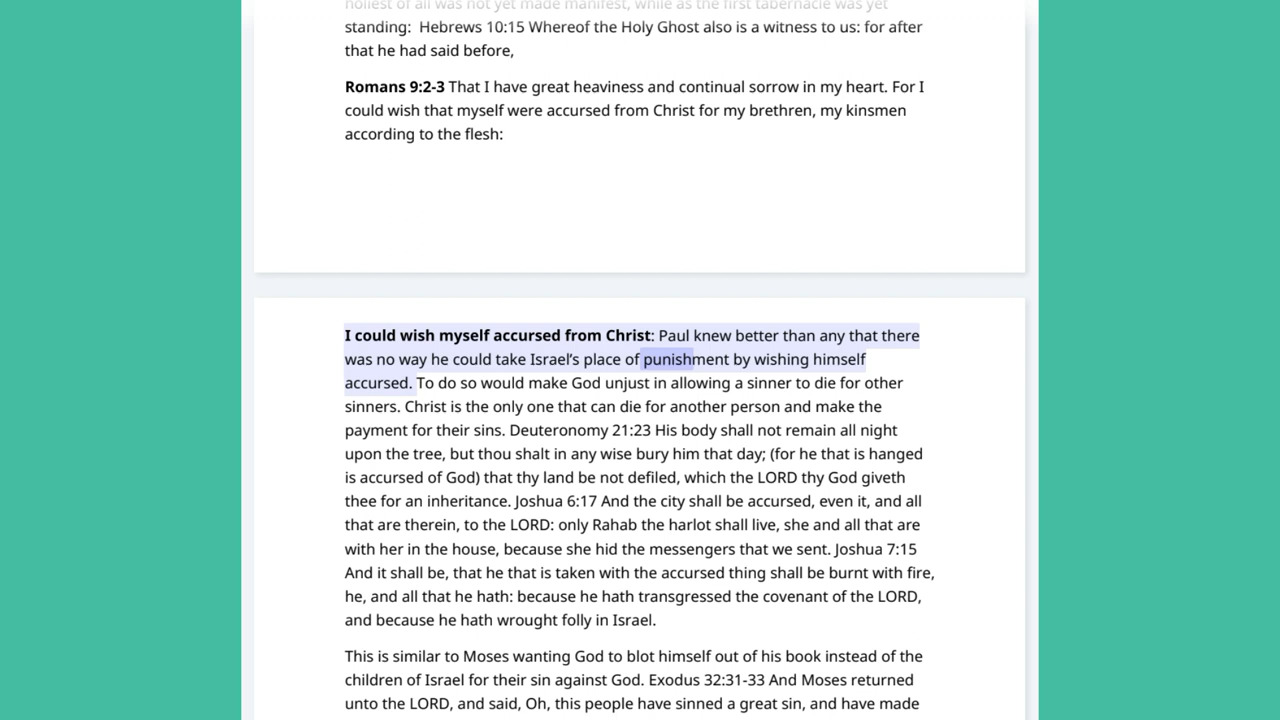 holiest of all was not yet made manifest, while as the first tabernacle was yet
standing:  Hebrews 10:15 Whereof the Holy Ghost also is a witness to us: for after
that he had said before,
Romans 9:2-3 That I have great heaviness and continual sorrow in my heart. For I
could wish that myself were accursed from Christ for my brethren, my kinsmen
according to the flesh:
I could wish myself accursed from Christ: Paul knew better than any that there
was no way he could take Israel’s place of punishment by wishing himself
accursed. To do so would make God unjust in allowing a sinner to die for other
sinners. Christ is the only one that can die for another person and make the
payment for their sins. Deuteronomy 21:23 His body shall not remain all night
upon the tree, but thou shalt in any wise bury him that day; (for he that is hanged
is accursed of God) that thy land be not defiled, which the LORD thy God giveth
thee for an inheritance. Joshua 6:17 And the city shall be accursed, even it, and all
that are therein, to the LORD: only Rahab the harlot shall live, she and all that are
with her in the house, because she hid the messengers that we sent. Joshua 7:15
And it shall be, that he that is taken with the accursed thing shall be burnt with fire,
he, and all that he hath: because he hath transgressed the covenant of the LORD,
and because he hath wrought folly in Israel.
This is similar to Moses wanting God to blot himself out of his book instead of the
children of Israel for their sin against God. Exodus 32:31-33 And Moses returned
unto the LORD, and said, Oh, this people have sinned a great sin, and have made